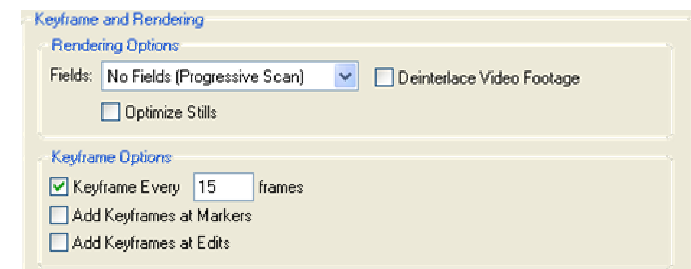 Keyframe and Rendering
Rendering Options
Fields: No Fields (Progressive Scan) Deinterlace Video Footage
Optimize Stills
Keyframe Options
Keyframe Every 15 frames
Add Keyframes at Markers
Add Keyframes at Edits